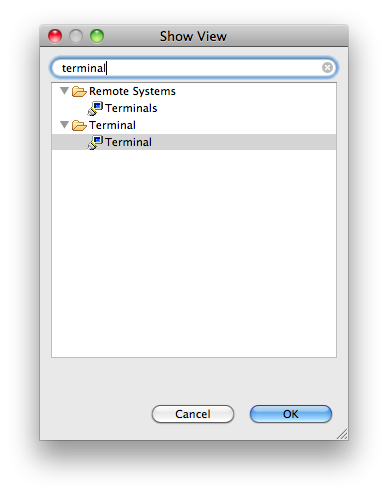 Show View
terminal
Remote Systems
Terminals
Terminal
Terminal
Cancel OK